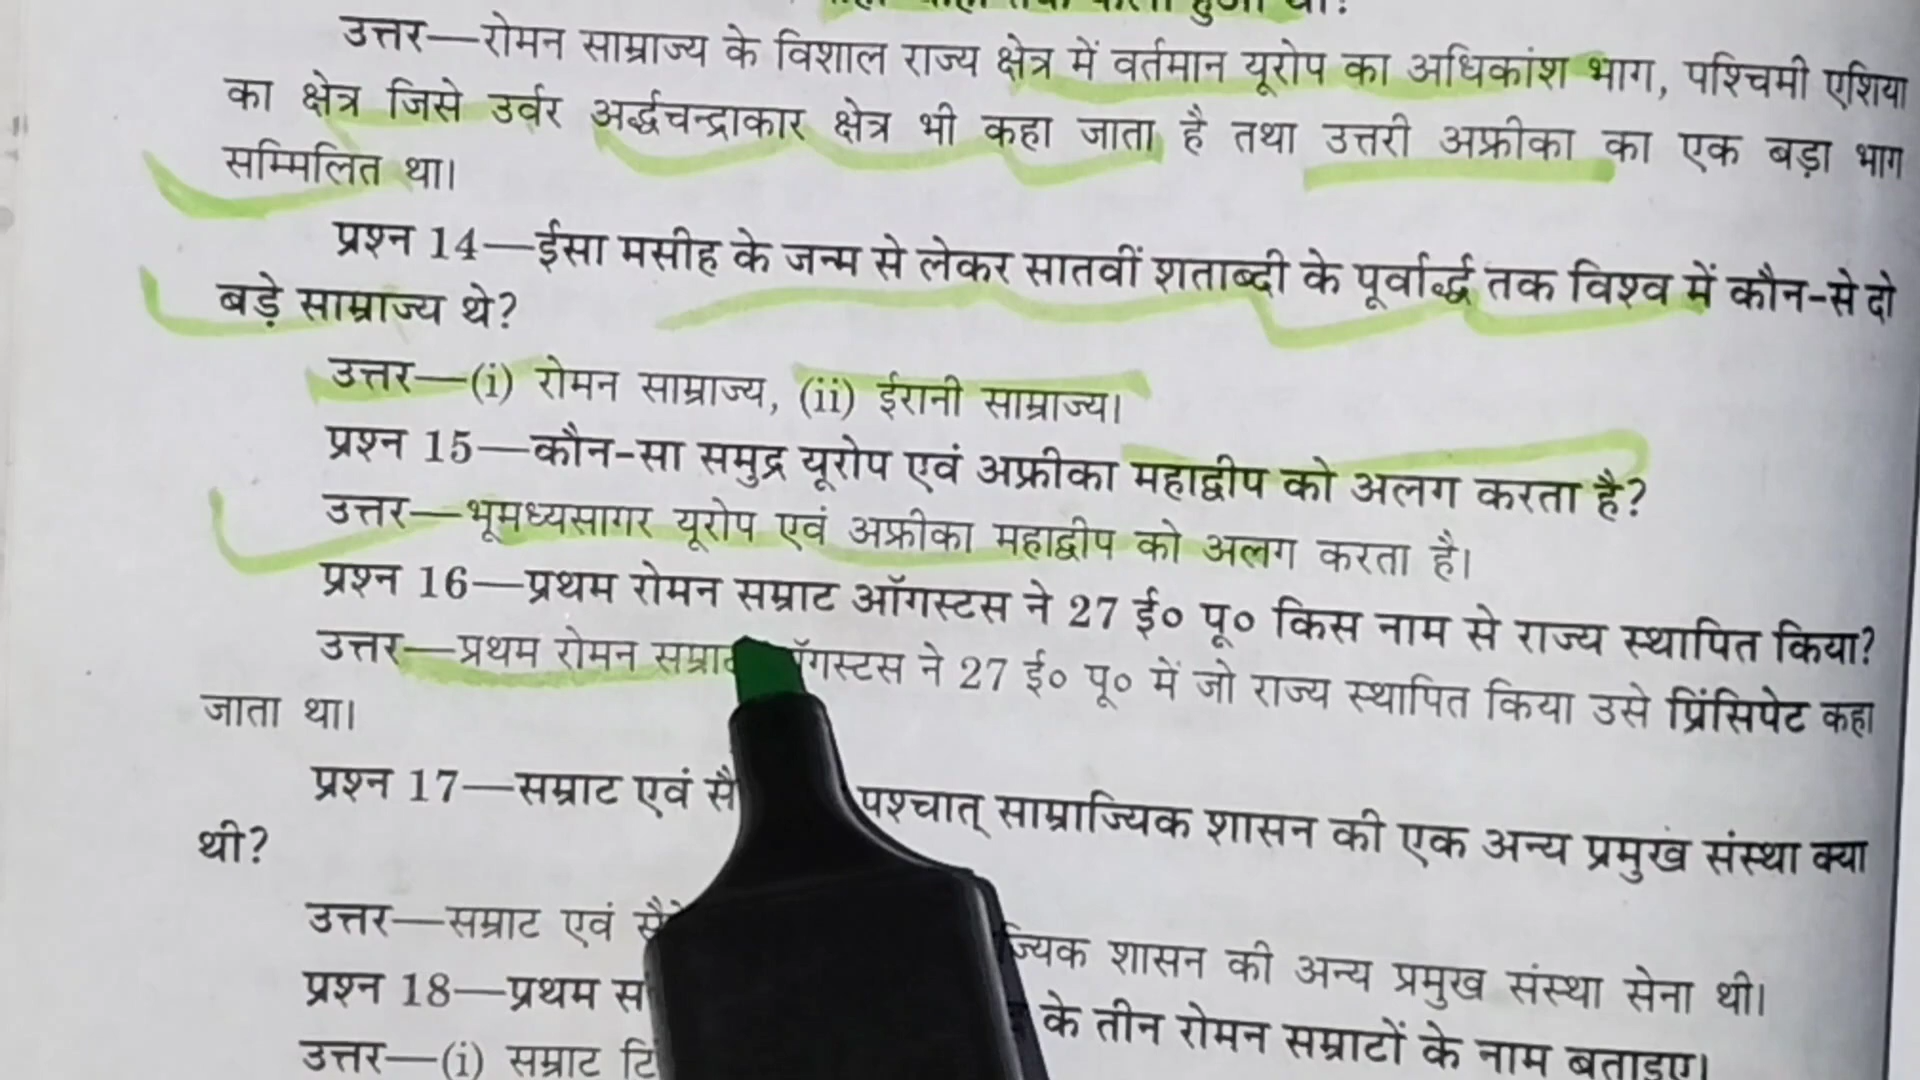 उत्तर—रोमन साम्राज्य के विशाल राज्य क्षेत्र में वर्तमान यूरोप का अधिकांश भाग, पश्चिमी एशिया
का क्षेत्र जिसे उर्वर अर्द्धचन्द्राकार क्षेत्र भी कहा जाता है तथा उत्तरी अफ्रीका का एक बड़ा भाग
सम्मिलित था।
प्रश्न 14—ईसा मसीह के जन्म से लेकर सातवीं शताब्दी के पूर्वार्द्ध तक विश्व में कौन-से दो
बड़े साम्राज्य थे?
उत्तर—(i) रोमन साम्राज्य, (ii) ईरानी साम्राज्य।
प्रश्न 15—कौन-सा समुद्र यूरोप एवं अफ्रीका महाद्वीप को अलग करता है?
उत्तर—भूमध्यसागर यूरोप एवं अफ्रीका महाद्वीप को अलग करता है।
प्रश्न 16—प्रथम रोमन सम्राट ऑगस्टस ने 27 ई० पू० किस नाम से राज्य स्थापित किया?
उत्तर—प्रथम रोमन सम्राट ऑगस्टस ने 27 ई० पू० में जो राज्य स्थापित किया उसे प्रिंसिपेट कहा
जाता था।
प्रश्न 17—सम्राट एवं पश्चात् साम्राज्यिक शासन की एक अन्य प्रमुख संस्था क्या
थी?
उत्तर—सम्राट एवं शासन की अन्य प्रमुख संस्था सेना थी।
प्रश्न 18—प्रथम के तीन रोमन सम्राटों के नाम बताइए।
उत्तर—(i) सम्राट